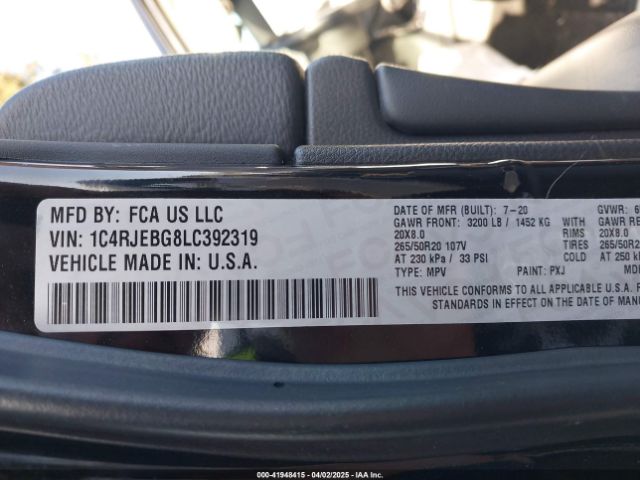 MFD BY: FCA US LLC
VIN: 1C4RJEBG8LC392319
VEHICLE MADE IN: U.S.A.
DATE OF MFR (BUILT): 7-20 GVWR:
GAWR FRONT: 3200 LB / 1452 KG GAWR
20X8.0 RIMS 20X8.0
265/50R20 107V TIRES
AT 230 kPa / 33 PSI COLD AT 250
TYPE: MPV PAINT: PXJ
THIS VEHICLE CONFORMS TO ALL APPLICABLE U.S.A.
STANDARDS IN EFFECT ON THE DATE OF MANU
000-41948415 - 04/02/2025 - IAAI, Inc.